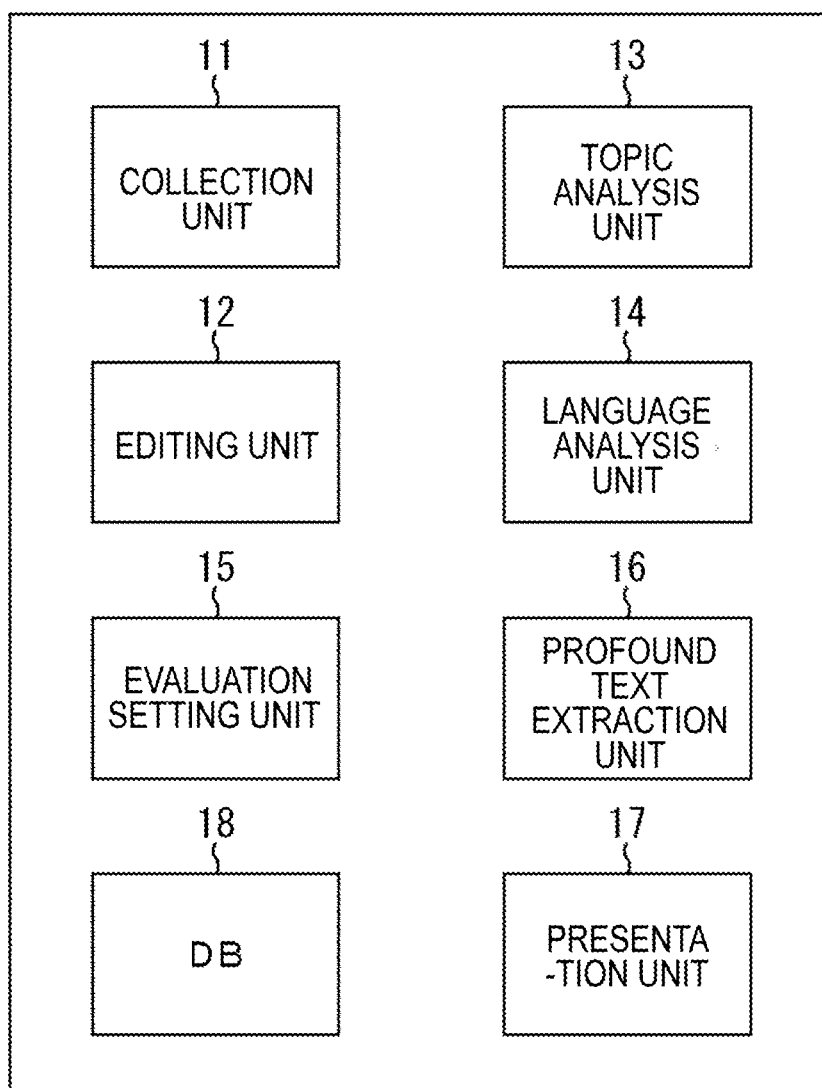 11
COLLECTION
UNIT
13
TOPIC
ANALYSIS
UNIT
12
EDITING UNIT
14
LANGUAGE
ANALYSIS
UNIT
15
EVALUATION
SETTING UNIT
16
PROFOUND
TEXT
EXTRACTION
UNIT
18
DB
17
PRESENTA
-TION UNIT